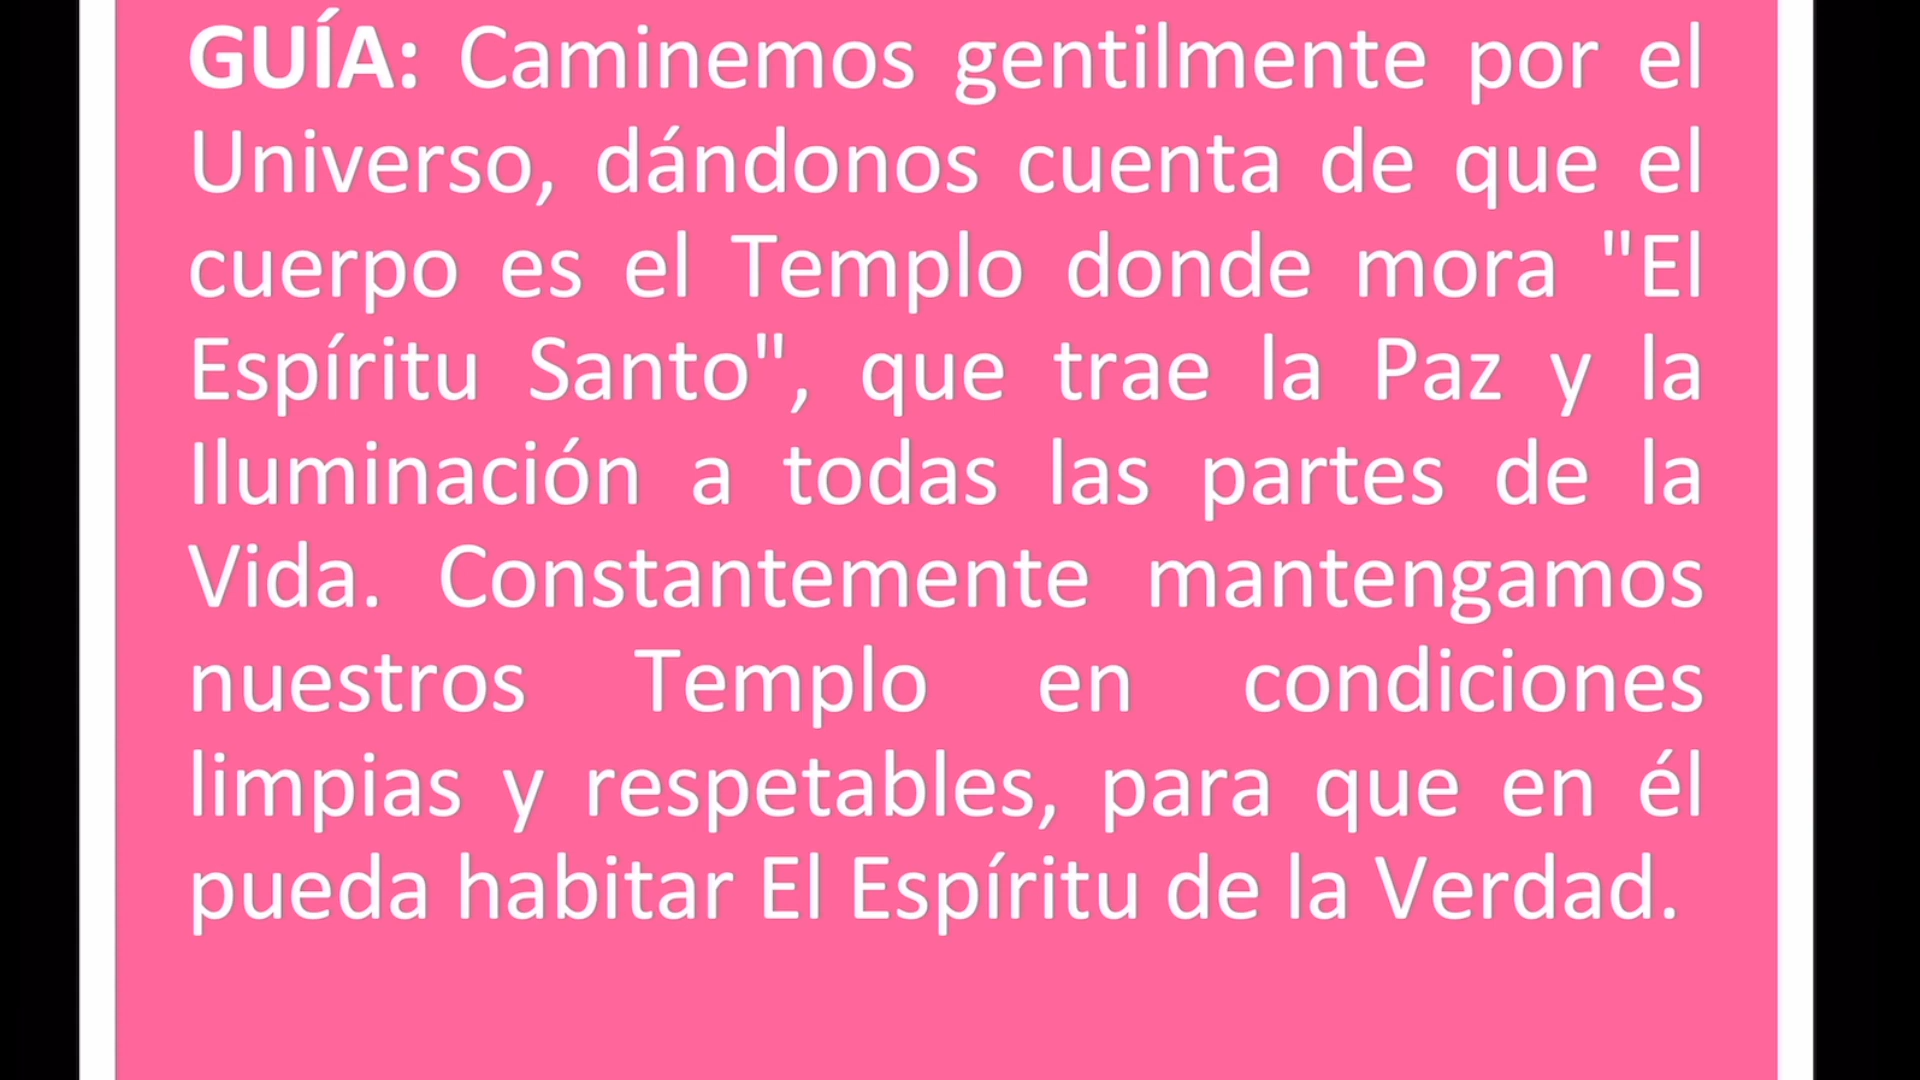 GUÍA: Caminemos gentilmente por el
Universo, dándonos cuenta de que el
cuerpo es el Templo donde mora "El
Espíritu Santo", que trae la Paz y la
Iluminación a todas las partes de la
Vida. Constantemente mantengamos
nuestros Templo en condiciones
limpias y respetables, para que en él
pueda habitar El Espíritu de la Verdad.